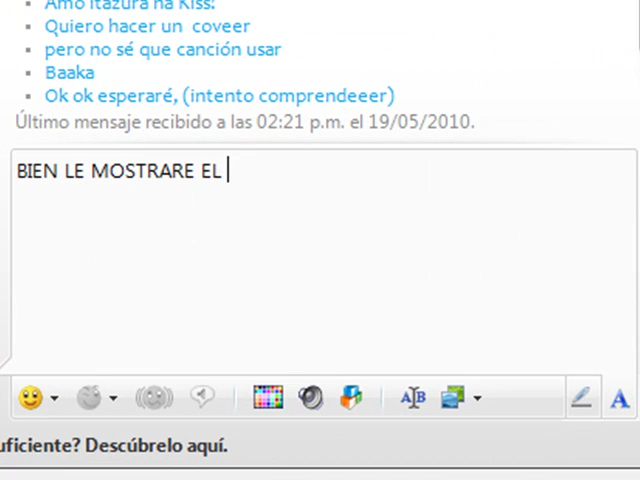 Amo Itazura na Kiss:
Quiero hacer un coveer
pero no sé que canción usar
Baaka
Ok ok esperaré, (intento comprendeeer)
Último mensaje recibido a las 02:21 p.m. el 19/05/2010.
BIEN LE MOSTRARE EL
uficiente? Descúbrelo aquí.